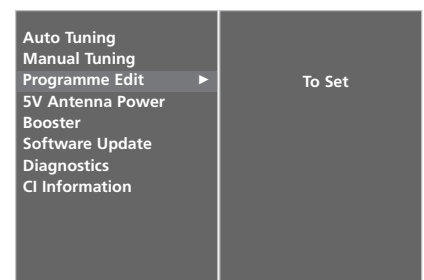 Auto Tuning
Manual Tuning
Programme Edit ►
To Set
5V Antenna Power
Booster
Software Update
Diagnostics
CI Information